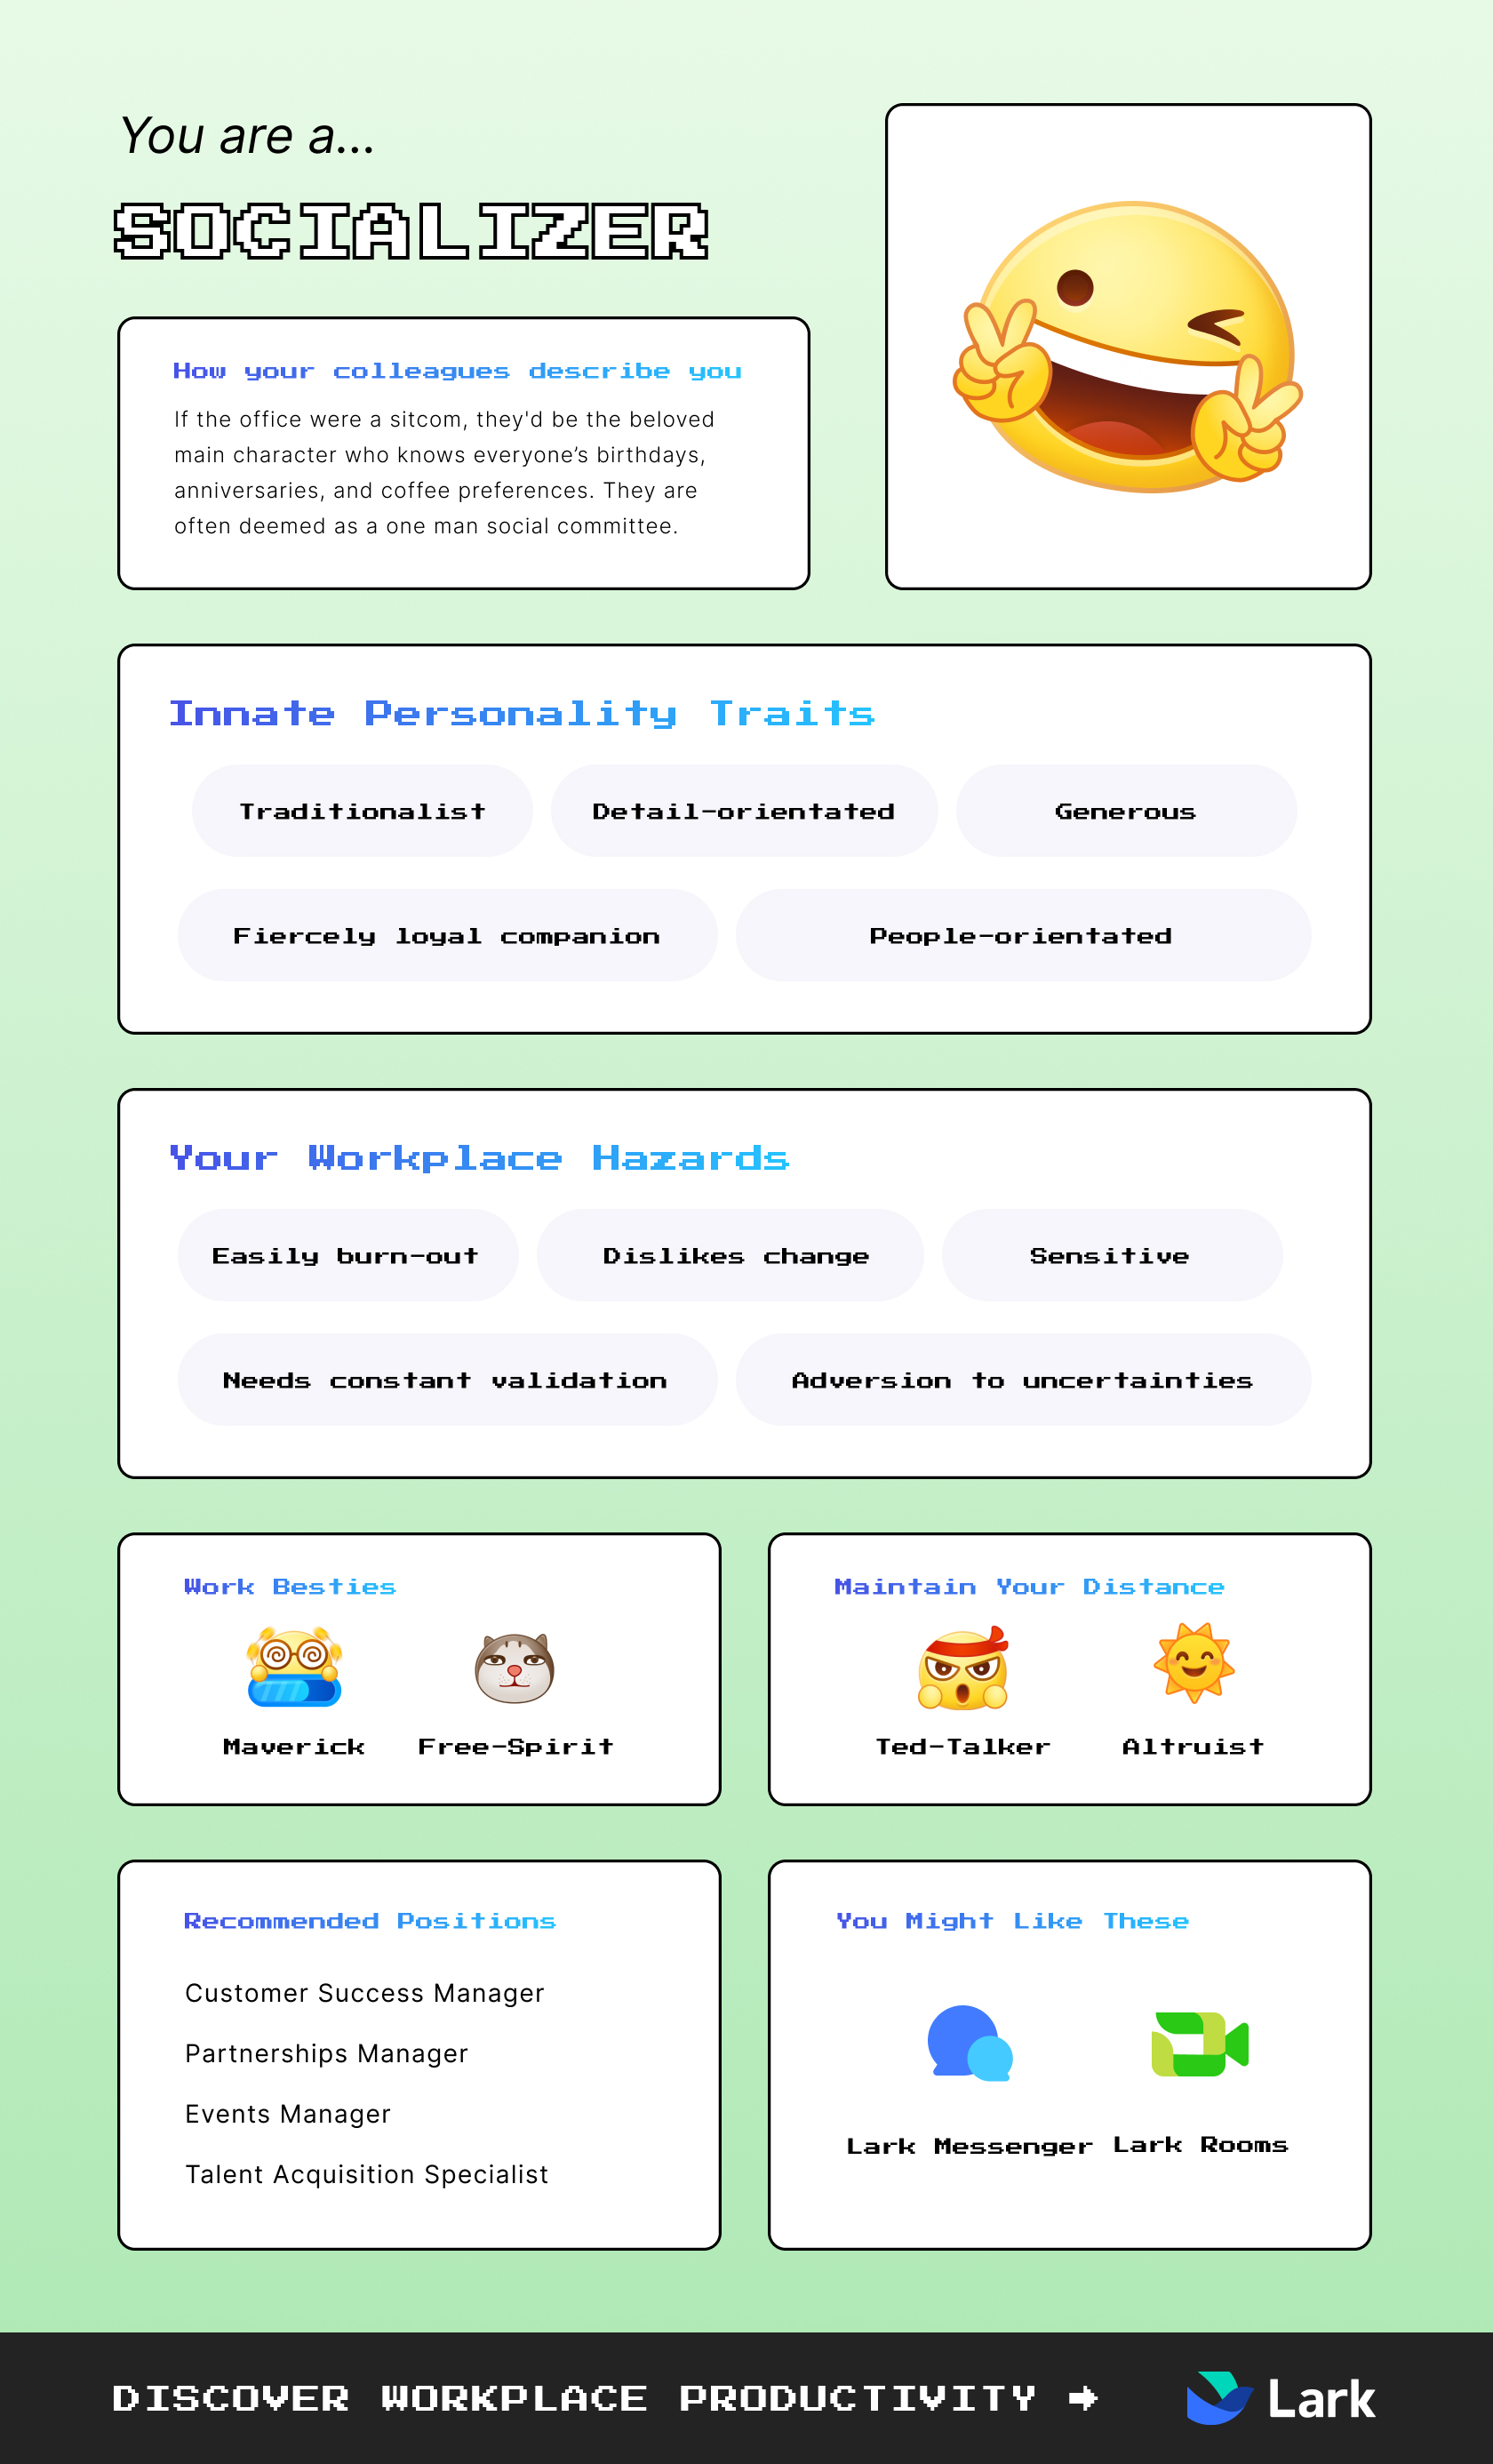 You are a...
SOCIALIZER
How your colleagues describe you
If the office were a sitcom, they'd be the beloved
main character who knows everyone’s birthdays,
anniversaries, and coffee preferences. They are
often deemed as a one man social committee.
Innate Personality Traits
Traditionalist
Detail-orientated
Generous
Fiercely loyal companion
People-orientated
Your Workplace Hazards
Easily burn-out
Dislikes change
Sensitive
Needs constant validation
Adversion to uncertainties
Work Besties
Maverick
Free-Spirit
Maintain Your Distance
Ted-Talker
Altruist
Recommended Positions
Customer Success Manager
Partnerships Manager
Events Manager
Talent Acquisition Specialist
You Might Like These
Lark Messenger
Lark Rooms
DISCOVER WORKPLACE PRODUCTIVITY →
Lark